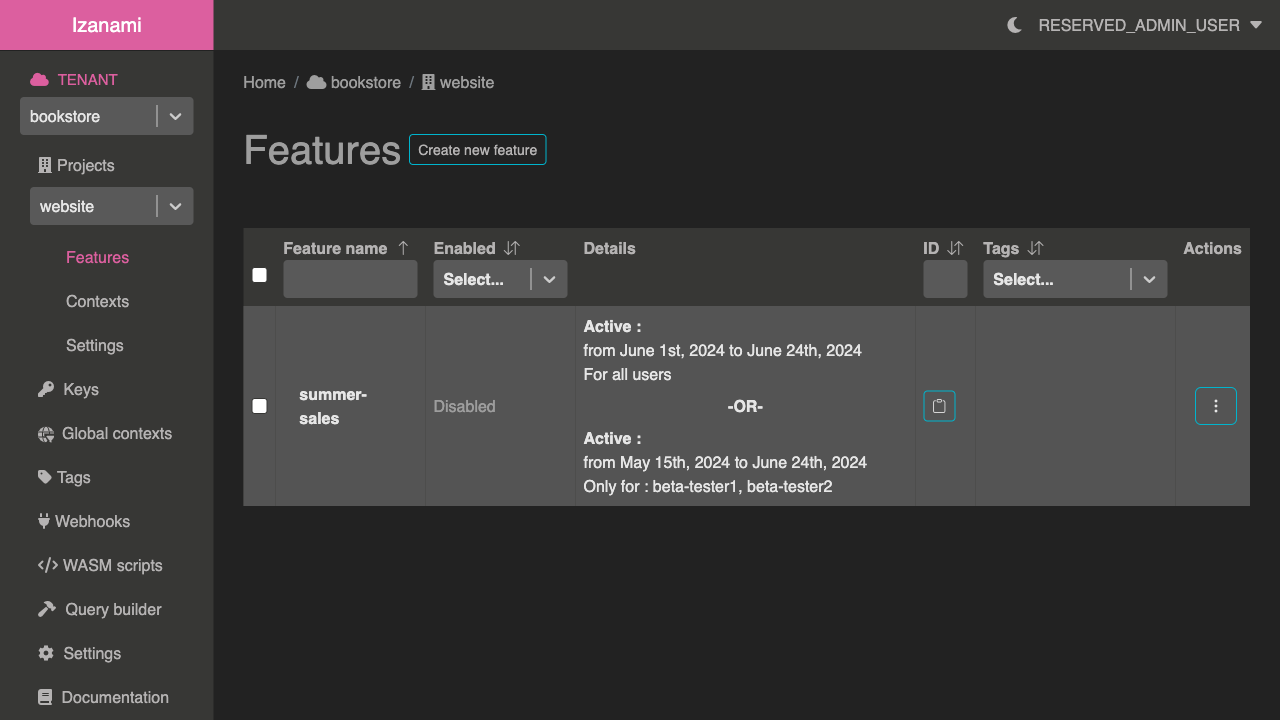 Izanami
RESERVED_ADMIN_USER
TENANT
bookstore
Projects
website
Features
Contexts
Settings
Keys
Global contexts
Tags
Webhooks
WASM scripts
Query builder
Settings
Documentation
Home / bookstore / website
Features Create new feature
Feature name Enabled Details ID Tags Actions
Select... Select...
summer-
sales
Disabled
Active :
from June 1st, 2024 to June 24th, 2024
For all users
-OR-
Active :
from May 15th, 2024 to June 24th, 2024
Only for : beta-tester1, beta-tester2